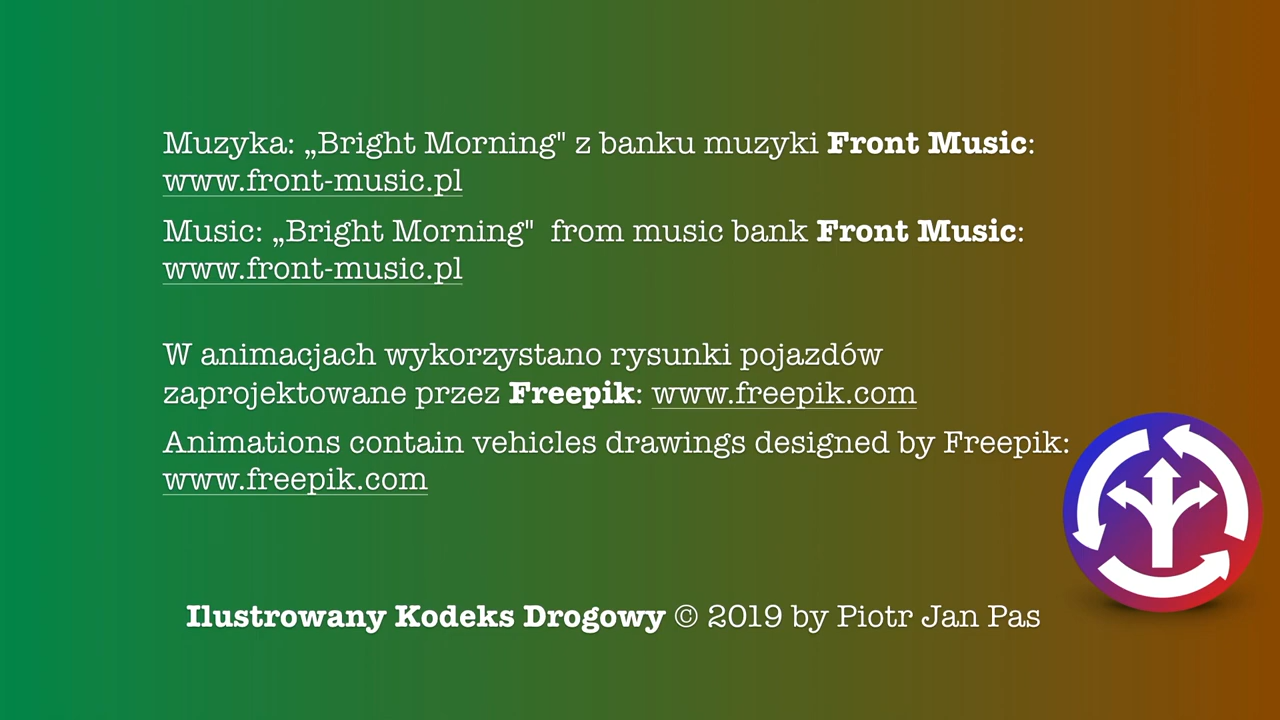 Muzyka: „Bright Morning" z banku muzyki Front Music:
www.front-music.pl
Music: „Bright Morning"  from music bank Front Music:
www.front-music.pl
W animacjach wykorzystano rysunki pojazdów
zaprojektowane przez Freepik: www.freepik.com
Animations contain vehicles drawings designed by Freepik:
www.freepik.com
Ilustrowany Kodeks Drogowy © 2019 by Piotr Jan Pas